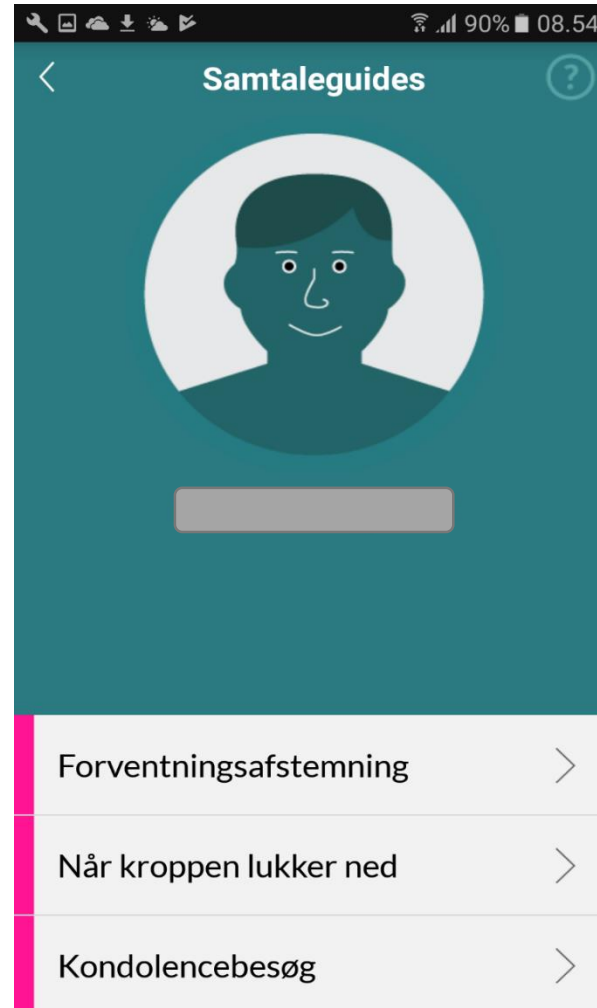 90% 08.54
Samtaleguides
?
Forventningsafstemning
Når kroppen lukker ned
Kondolencebesøg